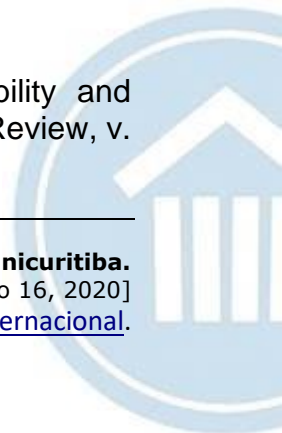 bility and
Review, v.
nicuritiba.
o 16, 2020]
ernacional.